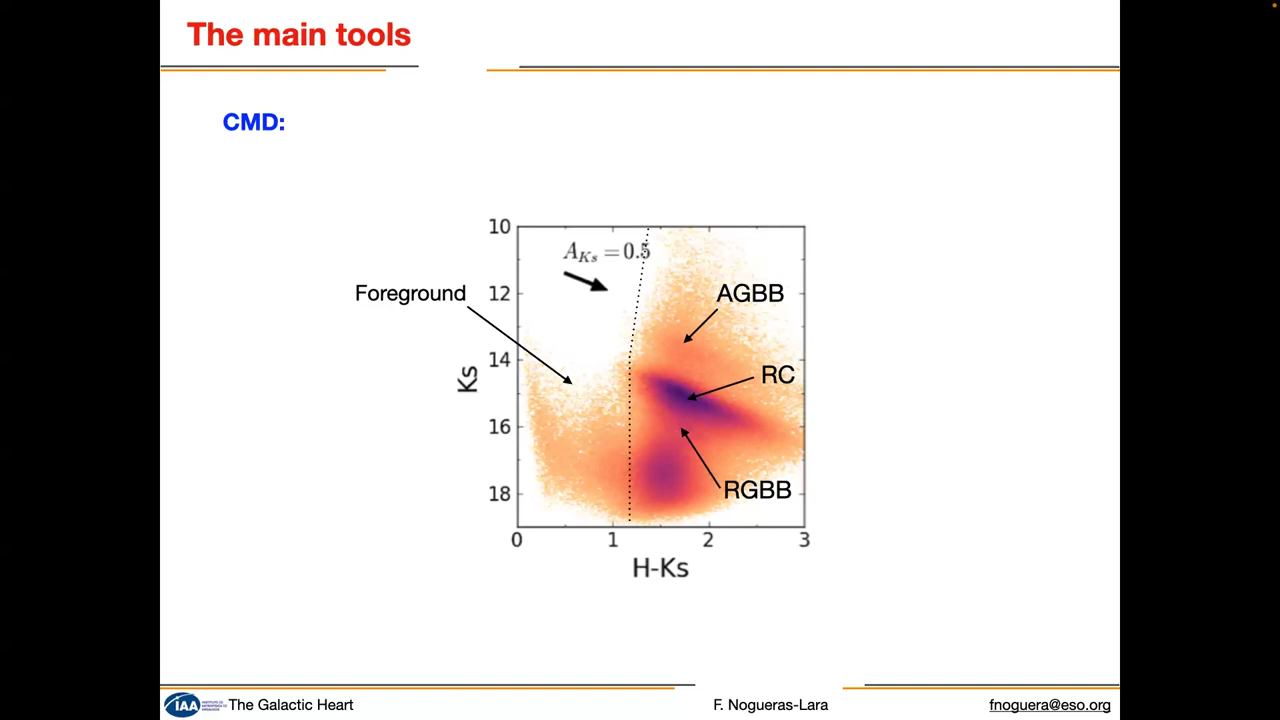 The main tools
CMD:
10
12
14
16
18
Ks
A_Ks = 0.5
Foreground
AGBB
RC
RGBB
0 1 2 3
H-Ks
IAA
The Galactic Heart
F. Nogueras-Lara
fnoguera@eso.org